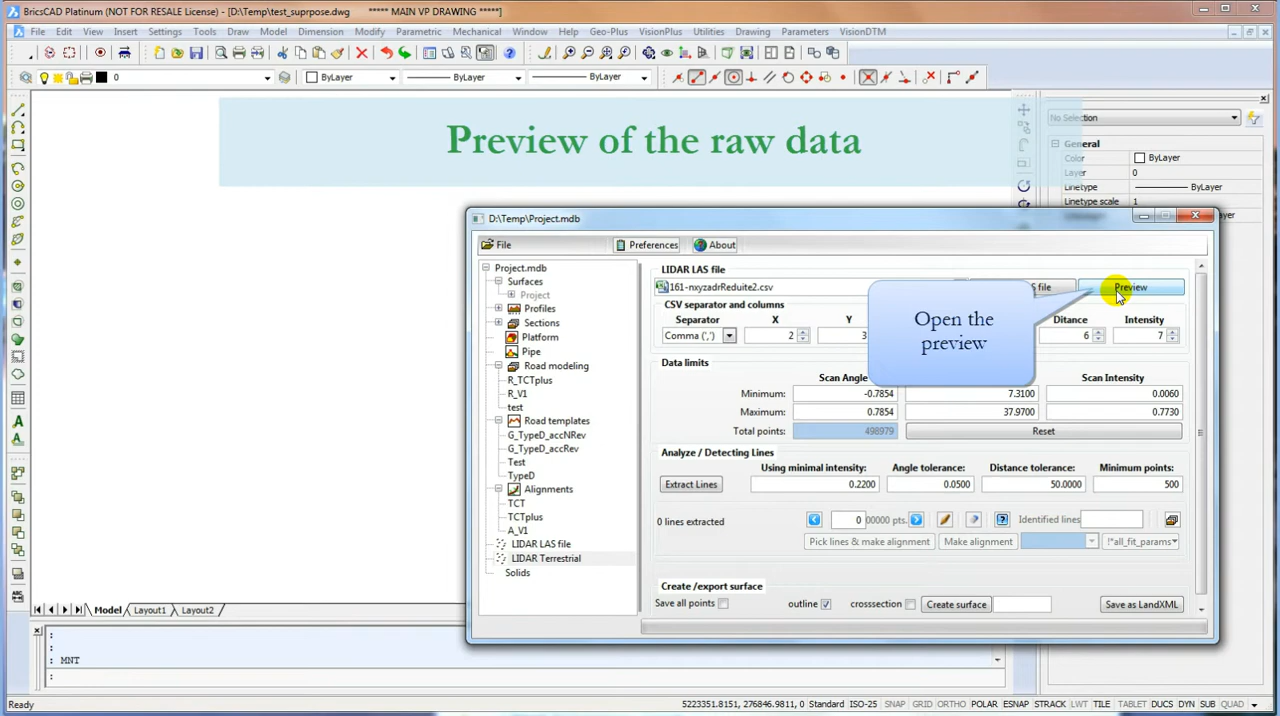 BricsCAD Platinum (NOT FOR RESALE License) - [D:\Temp\test_suprpose.dwg ***** MAIN VP DRAWING *****]
File Edit View Insert Settings Tools Draw Model Dimension Modify Parametric Mechanical Window Help Geo-Plus VisionPLUS Utilities Drawing Parameters VisionDTM
0 ByLayer ByLayer ByLayer
Preview of the raw data
No Selection
General
Color ByLayer
Layer 0
Linetype ByLayer
Linetype scale 1
D:\Temp\Project.mdb
File Preferences About
Project.mdb
Surfaces
Project
Profiles
Sections
Platform
Pipe
Road modeling
R_TCTplus
R_V1
test
Road templates
G_TypeD_accNRev
G_TypeD_accRev
Test
TypeD
Alignments
TCT
TCTplus
A_V1
LIDAR LAS file
LIDAR Terrestrial
Solids
LIDAR LAS file
161-nxyzadrReduite2.csv file Preview
Open the
preview
CSV separator and columns
Separator X Y Ditance Intensity
Comma (',') 2 3 6 7
Data limits
Scan Angle Scan Intensity
Minimum: -0.7854 7.3100 0.0060
Maximum: 0.7854 37.9700 0.7730
Total points: 498979 Reset
Analyze / Detecting Lines
Using minimal intensity: Angle tolerance: Distance tolerance: Minimum points:
Extract Lines 0.2200 0.0500 50.0000 500
0 lines extracted 0 00000 pts. Identified lines
Pick lines & make alignment Make alignment !*all_fit_params*
Create /export surface
Save all points outline crosssection Create surface Save as LandXML
Model Layout1 Layout2
:
:
: MNT
:
Ready 5223351.8151, 276846.9811, 0 Standard ISO-25 SNAP GRID ORTHO POLAR ESNAP STRACK LWT TILE TABLET DUCS DYN SUB QUAD